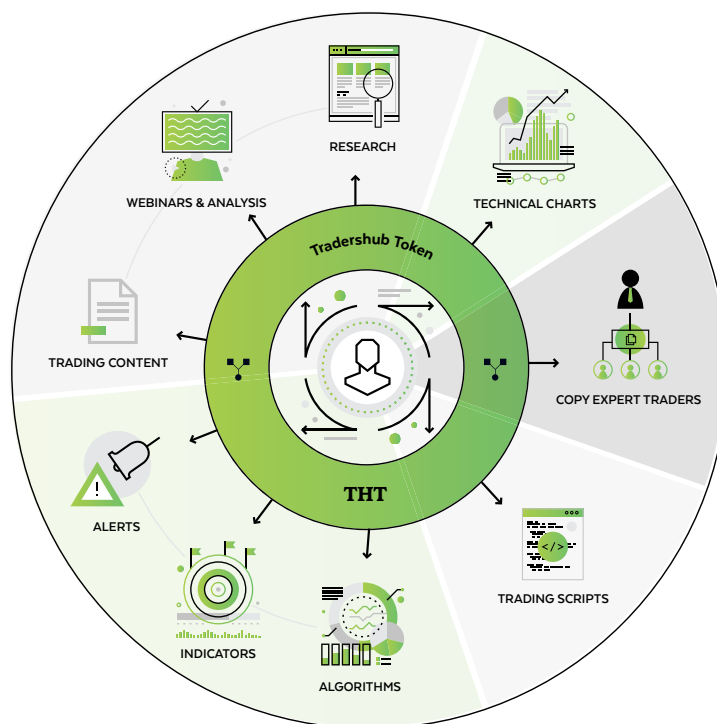 RESEARCH
TECHNICAL CHARTS
WEBINARS & ANALYSIS
Tradershub Token
TRADING CONTENT
COPY EXPERT TRADERS
THT
!
ALERTS
</>
TRADING SCRIPTS
INDICATORS
ALGORITHMS